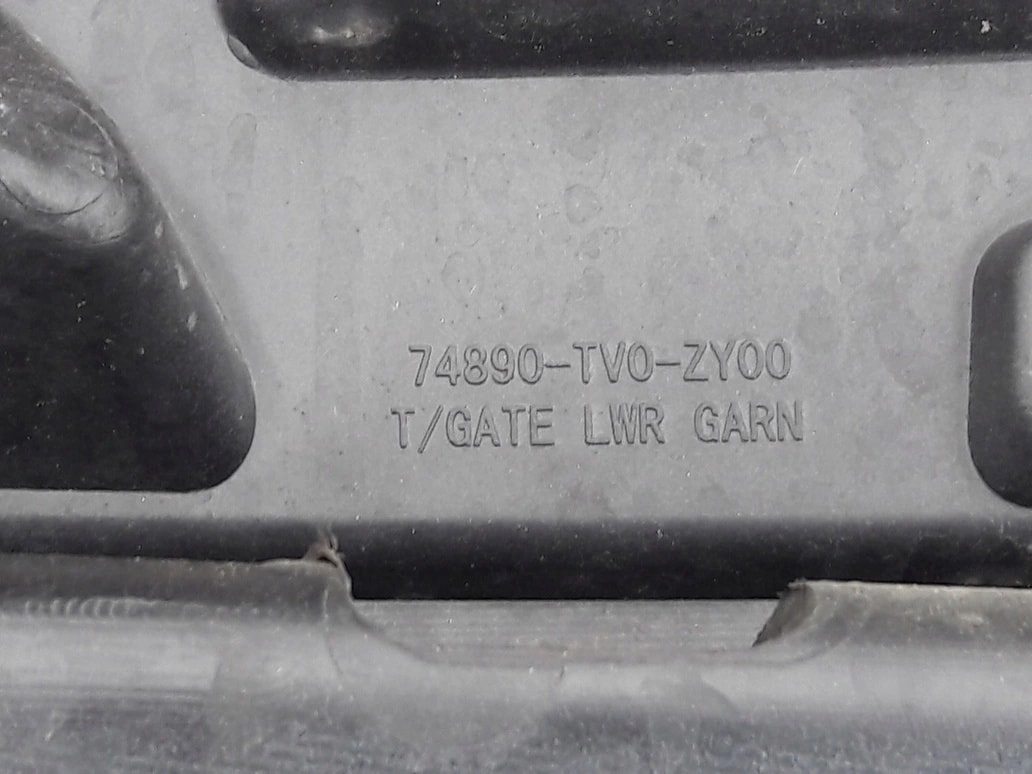 74890-TV0-ZY00
T/GATE LWR GARN